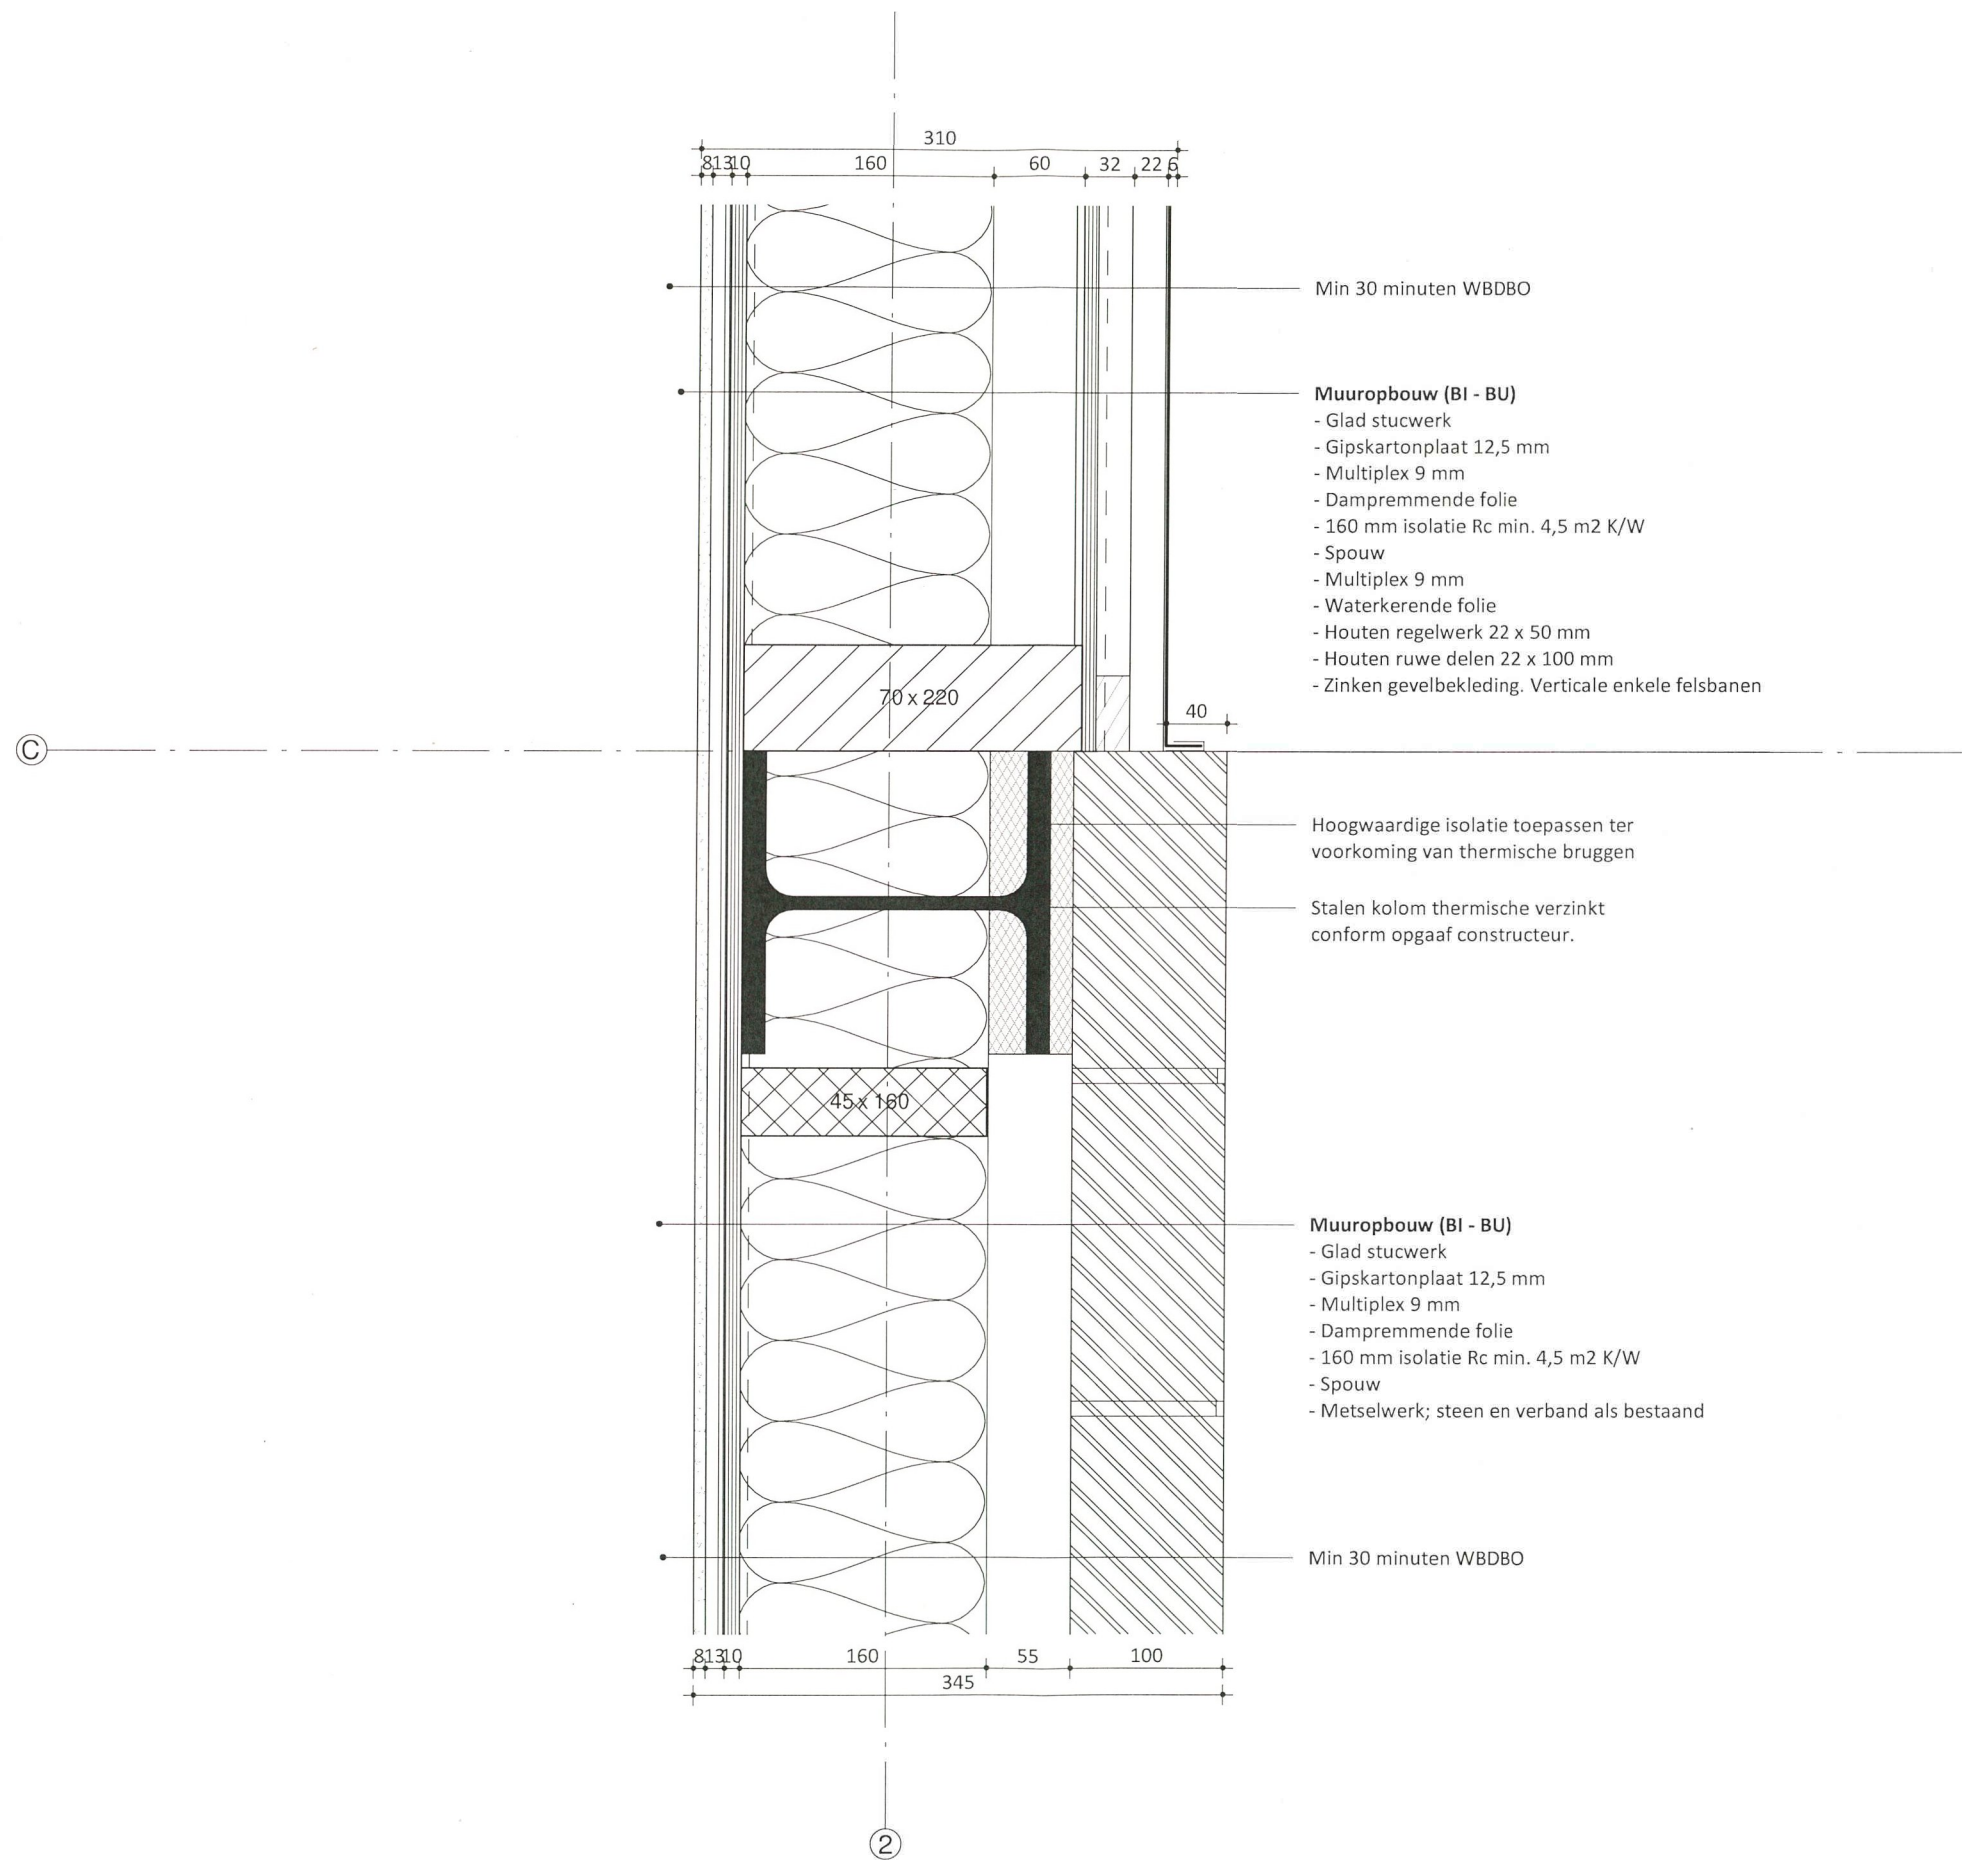 310
8 13 10 160 60 32 22 6
Min 30 minuten WBDBO
Muuropbouw (BI - BU)
- Glad stucwerk
- Gipskartonplaat 12,5 mm
- Multiplex 9 mm
- Dampremmende folie
- 160 mm isolatie Rc min. 4,5 m2 K/W
- Spouw
- Multiplex 9 mm
- Waterkerende folie
- Houten regelwerk 22 x 50 mm
- Houten ruwe delen 22 x 100 mm
- Zinken gevelbekleding. Verticale enkele felsbanen
70 x 220
40
C
Hoogwaardige isolatie toepassen ter
voorkoming van thermische bruggen
Stalen kolom thermische verzinkt
conform opgaaf constructeur.
45 x 160
Muuropbouw (BI - BU)
- Glad stucwerk
- Gipskartonplaat 12,5 mm
- Multiplex 9 mm
- Dampremmende folie
- 160 mm isolatie Rc min. 4,5 m2 K/W
- Spouw
- Metselwerk; steen en verband als bestaand
Min 30 minuten WBDBO
8 13 10 160 55 100
345
2